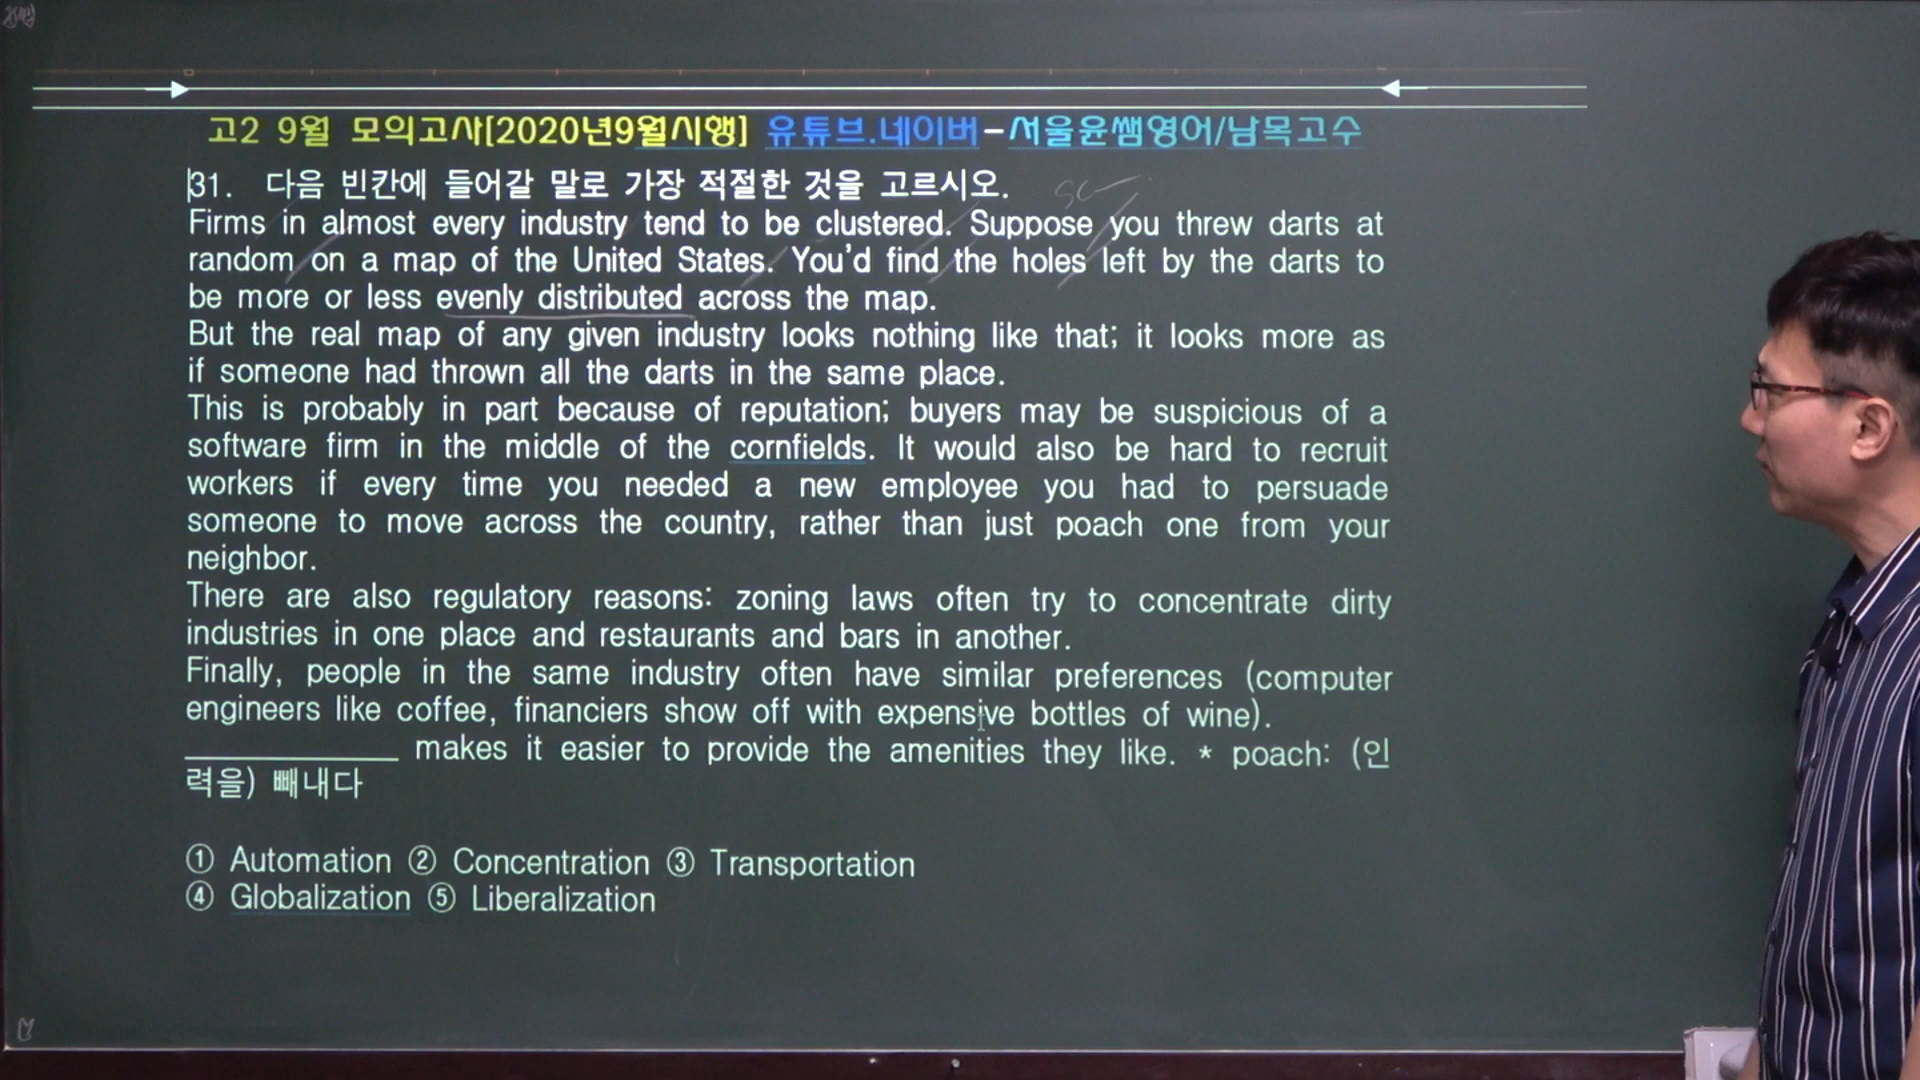 고2 9월 모의고사[2020년9월시행] 유튜브.네이버-서울윤쌤영어/남목고수
31. 다음 빈칸에 들어갈 말로 가장 적절한 것을 고르시오.
Firms in almost every industry tend to be clustered. Suppose you threw darts at
random on a map of the United States. You'd find the holes left by the darts to
be more or less evenly distributed across the map.
But the real map of any given industry looks nothing like that; it looks more as
if someone had thrown all the darts in the same place.
This is probably in part because of reputation; buyers may be suspicious of a
software firm in the middle of the cornfields. It would also be hard to recruit
workers if every time you needed a new employee you had to persuade
someone to move across the country, rather than just poach one from your
neighbor.
There are also regulatory reasons: zoning laws often try to concentrate dirty
industries in one place and restaurants and bars in another.
Finally, people in the same industry often have similar preferences (computer
engineers like coffee, financiers show off with expensive bottles of wine).
____________ makes it easier to provide the amenities they like. * poach: (인
력을) 빼내다
① Automation ② Concentration ③ Transportation
④ Globalization ⑤ Liberalization